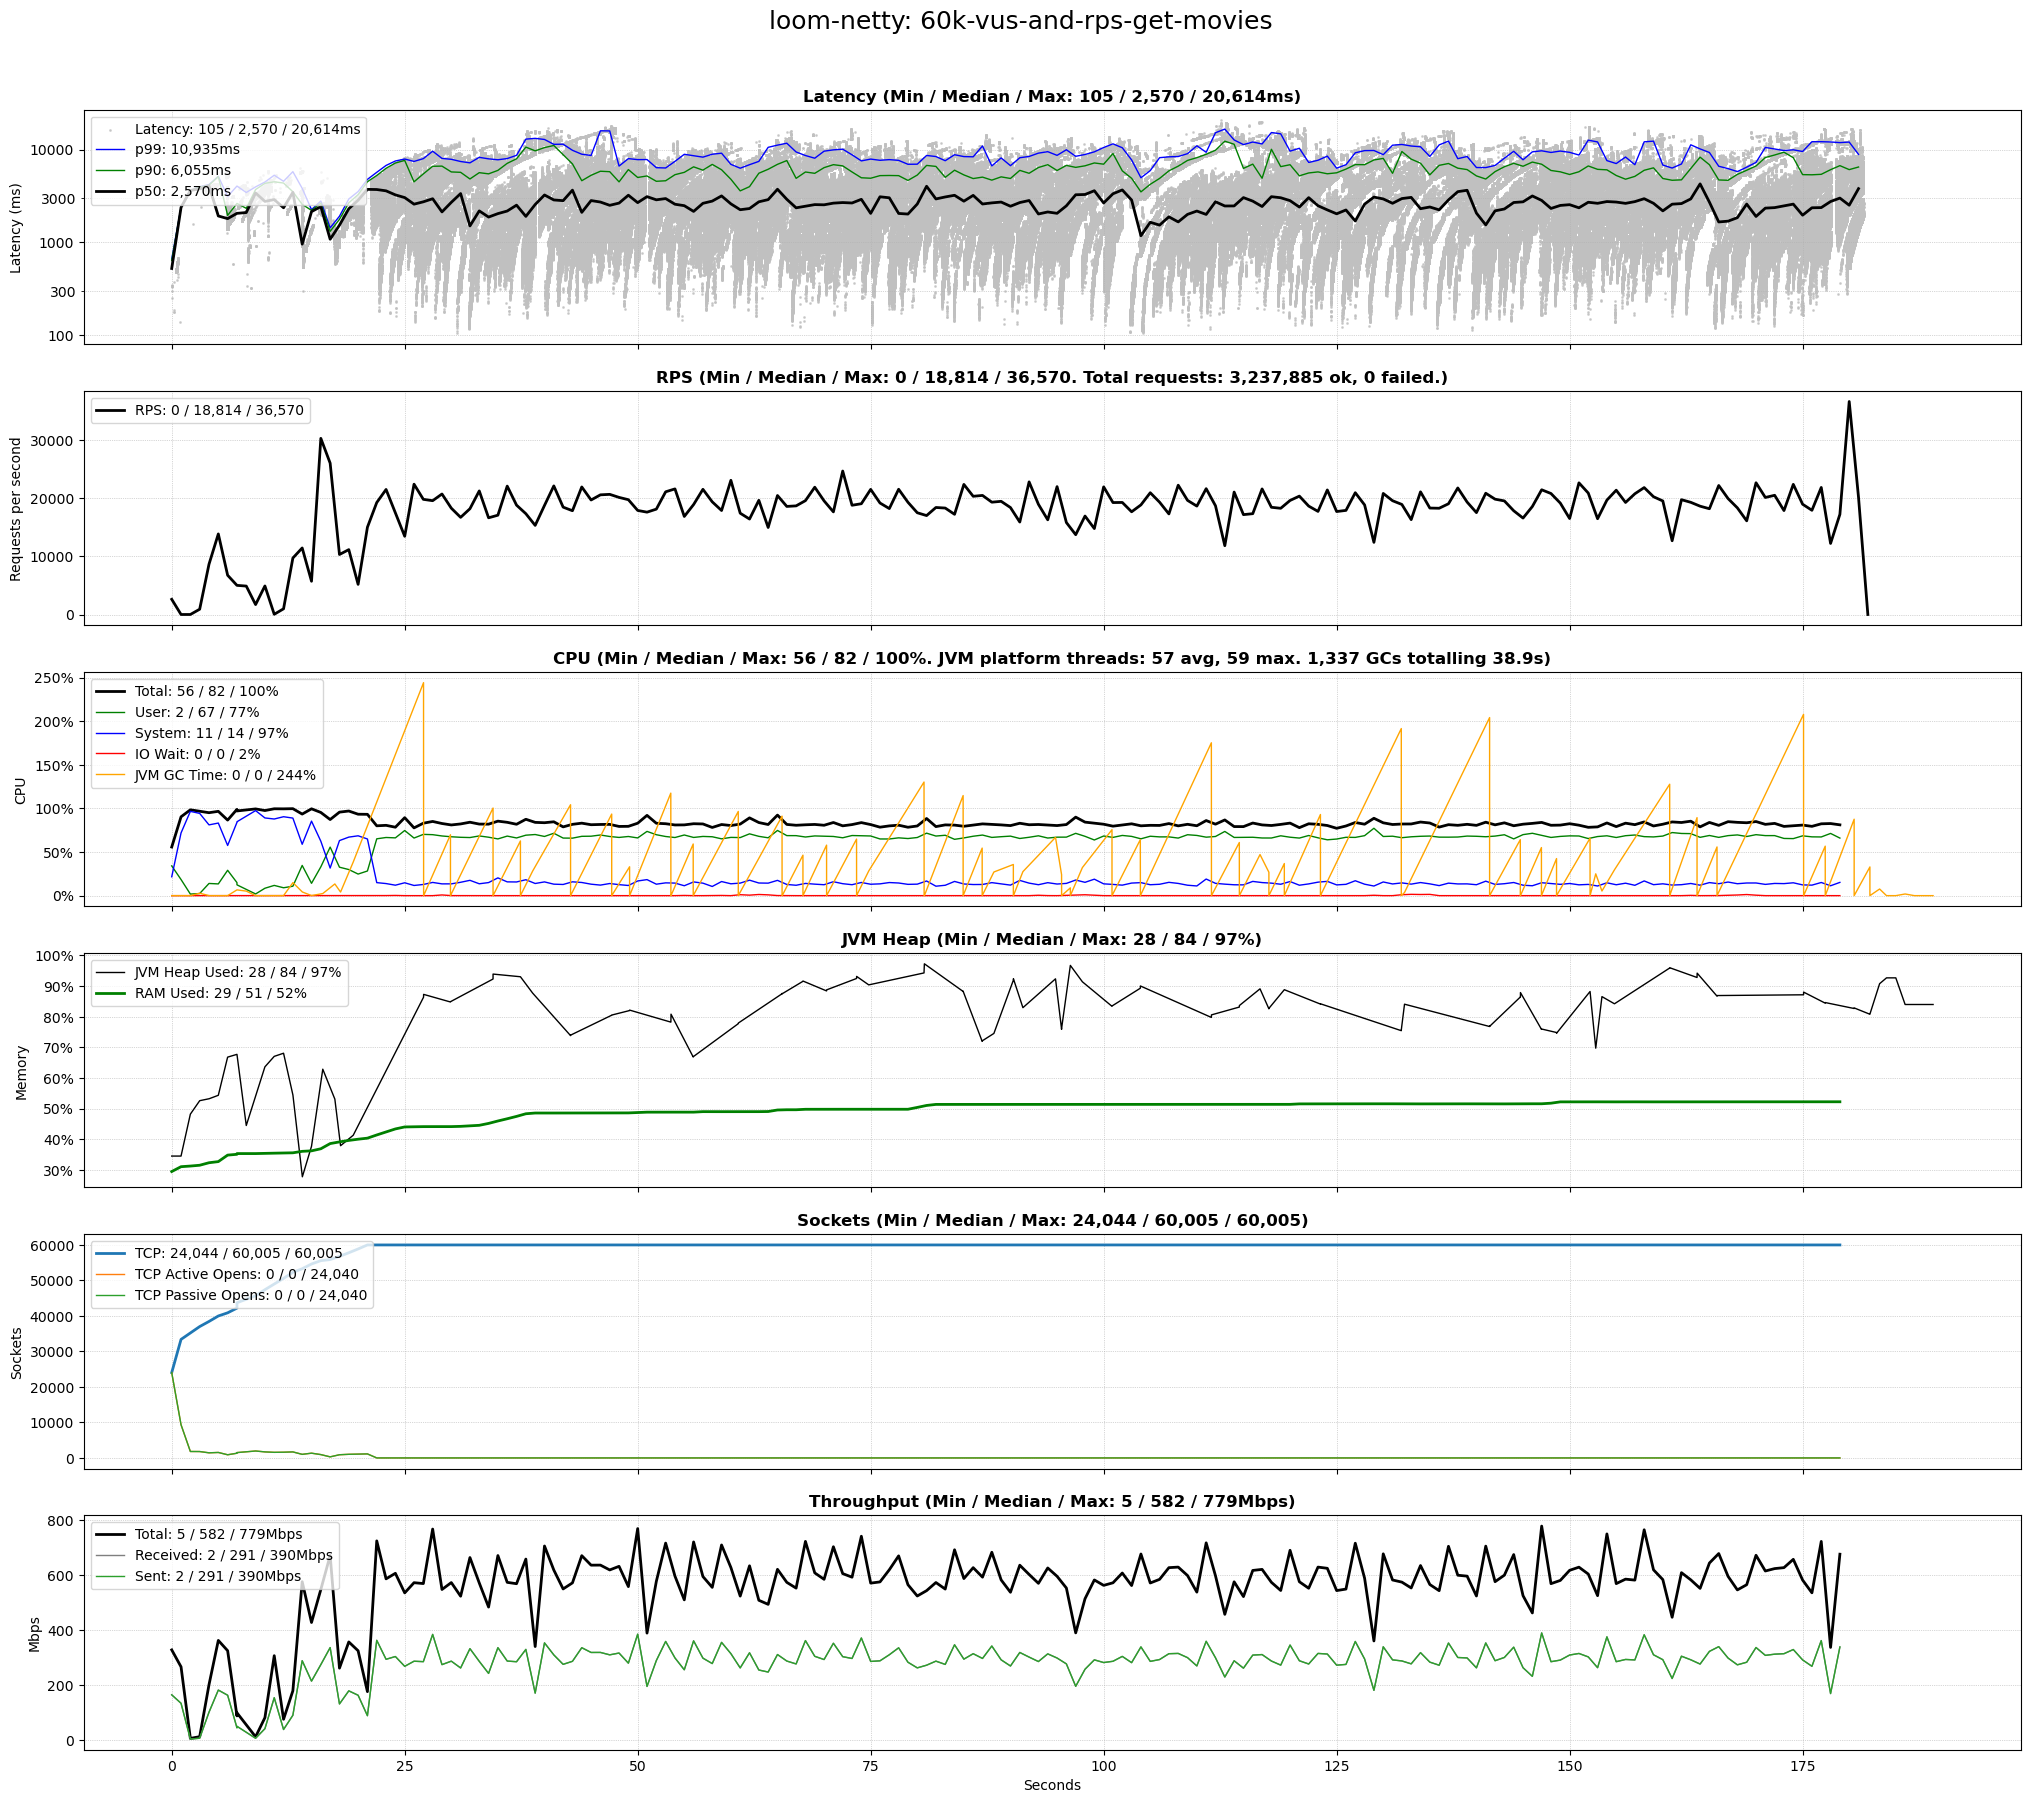 loom-netty: 60k-vus-and-rps-get-movies
Latency (Min / Median / Max: 105 / 2,570 / 20,614ms)
Latency: 105 / 2,570 / 20,614ms
p99: 10,935ms
p90: 6,055ms
p50: 2,570ms
Latency (ms)
10000
3000
1000
300
100
RPS (Min / Median / Max: 0 / 18,814 / 36,570. Total requests: 3,237,885 ok, 0 failed.)
RPS: 0 / 18,814 / 36,570
Requests per second
30000
20000
10000
0
CPU (Min / Median / Max: 56 / 82 / 100%. JVM platform threads: 57 avg, 59 max. 1,337 GCs totalling 38.9s)
Total: 56 / 82 / 100%
User: 2 / 67 / 77%
System: 11 / 14 / 97%
IO Wait: 0 / 0 / 2%
JVM GC Time: 0 / 0 / 244%
CPU
250%
200%
150%
100%
50%
0%
JVM Heap (Min / Median / Max: 28 / 84 / 97%)
JVM Heap Used: 28 / 84 / 97%
RAM Used: 29 / 51 / 52%
Memory
100%
90%
80%
70%
60%
50%
40%
30%
Sockets (Min / Median / Max: 24,044 / 60,005 / 60,005)
TCP: 24,044 / 60,005 / 60,005
TCP Active Opens: 0 / 0 / 24,040
TCP Passive Opens: 0 / 0 / 24,040
Sockets
60000
50000
40000
30000
20000
10000
0
Throughput (Min / Median / Max: 5 / 582 / 779Mbps)
Total: 5 / 582 / 779Mbps
Received: 2 / 291 / 390Mbps
Sent: 2 / 291 / 390Mbps
Mbps
800
600
400
200
0
0 25 50 75 100 125 150 175
Seconds